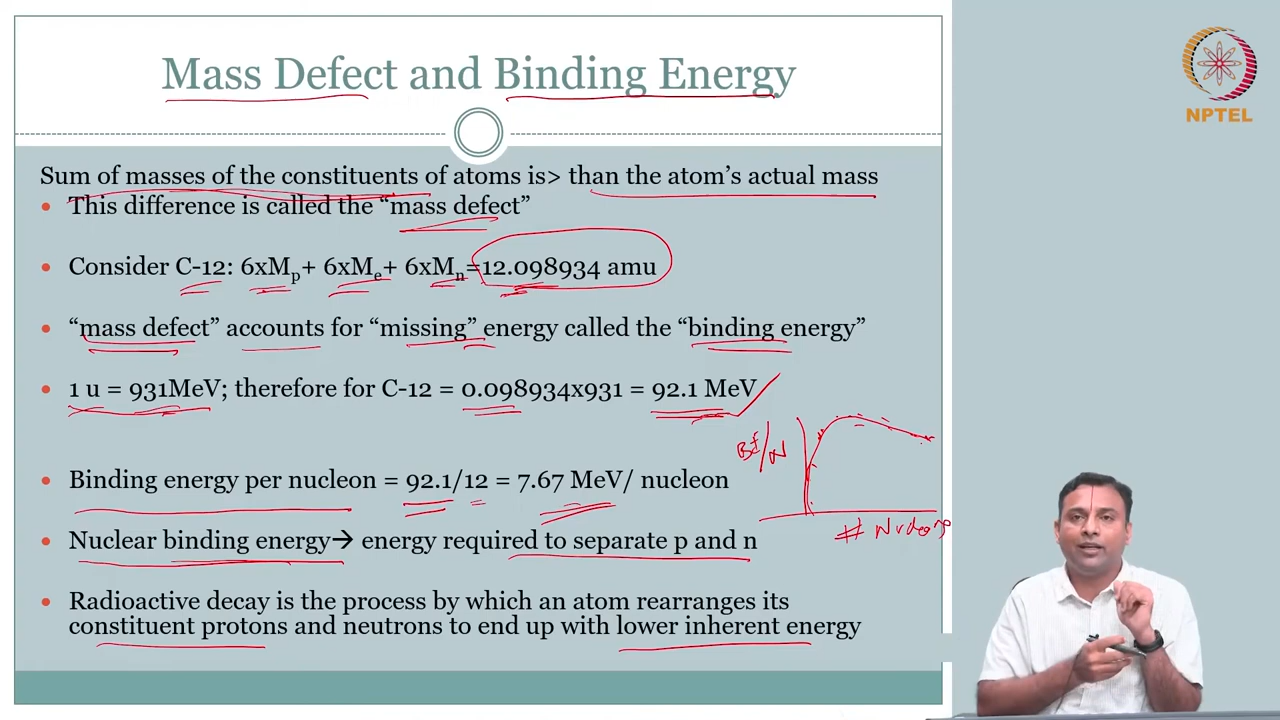 Mass Defect and Binding Energy
NPTEL
Sum of masses of the constituents of atoms is> than the atom's actual mass
• This difference is called the “mass defect”
• Consider C-12: 6xMp+ 6xMe+ 6xMn=12.098934 amu
• “mass defect” accounts for “missing” energy called the “binding energy”
• 1 u = 931MeV; therefore for C-12 = 0.098934x931 = 92.1 MeV
BE/N
• Binding energy per nucleon = 92.1/12 = 7.67 MeV/ nucleon
# Nucleons
• Nuclear binding energy→ energy required to separate p and n
• Radioactive decay is the process by which an atom rearranges its
constituent protons and neutrons to end up with lower inherent energy